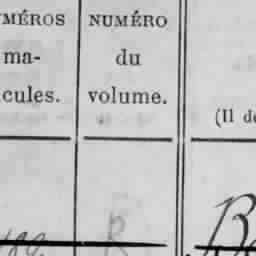 MÉROS NUMÉRO
ma- du
cules. volume.
(Il d
R